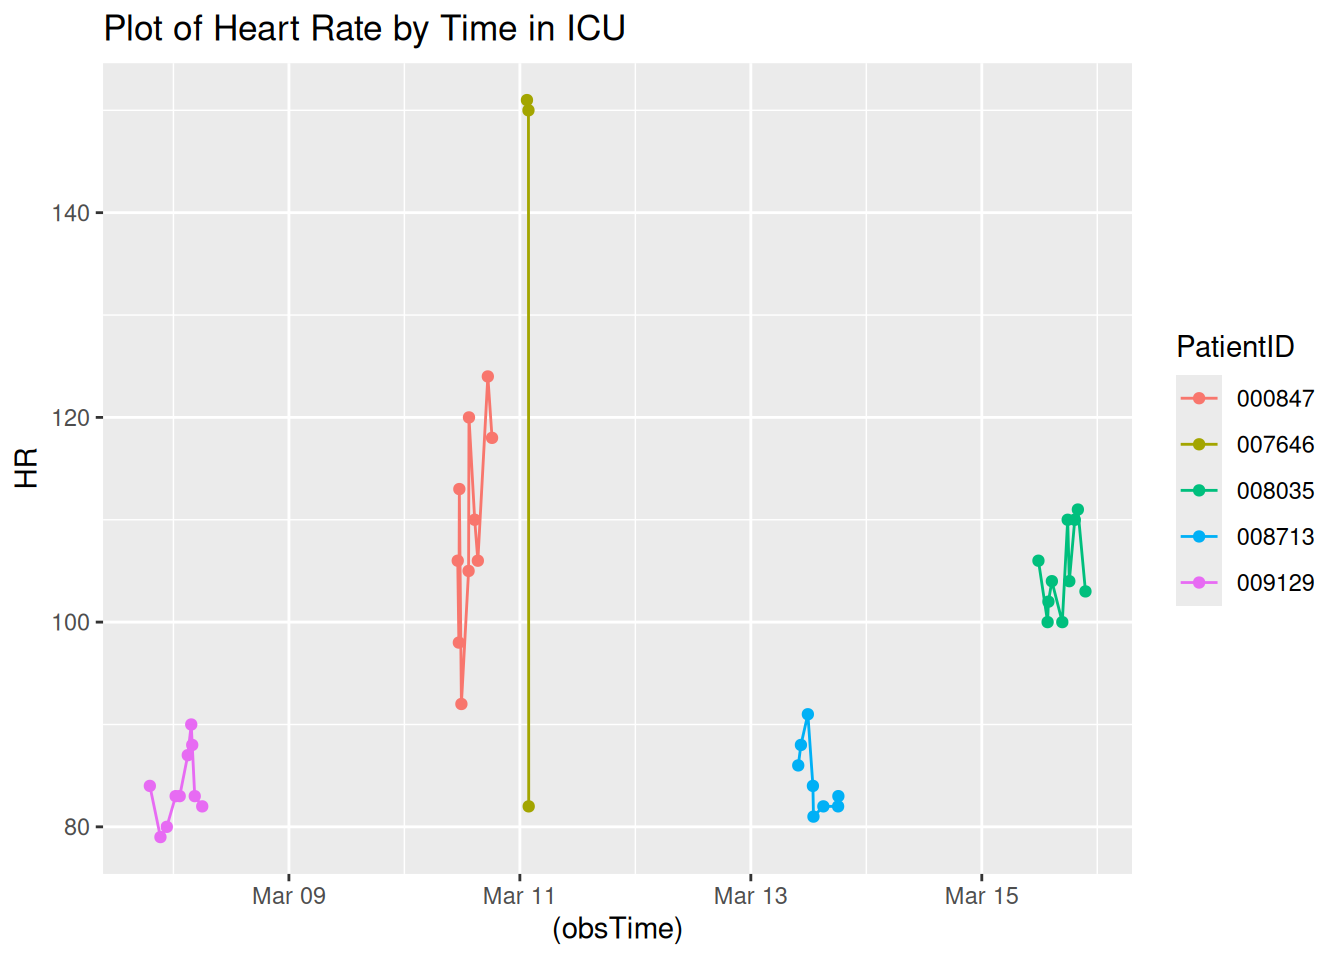 Plot of Heart Rate by Time in ICU
HR
140
120
100
80
Mar 09
Mar 11
Mar 13
Mar 15
(obsTime)
PatientID
000847
007646
008035
008713
009129